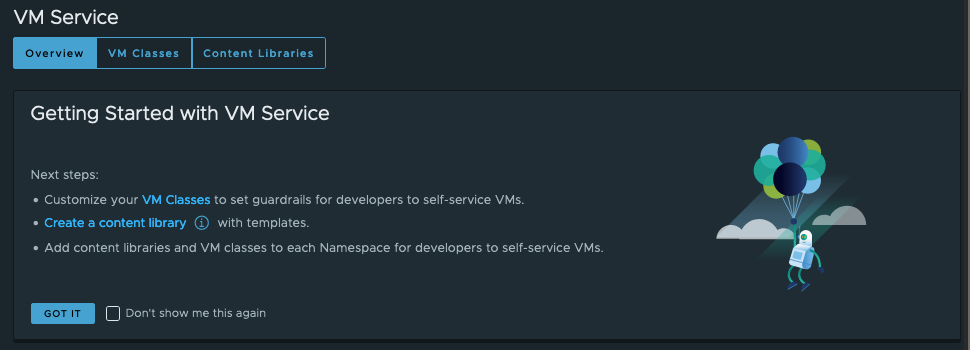 VM Service
Overview
VM Classes
Content Libraries
Getting Started with VM Service
Next steps:
Customize your VM Classes to set guardrails for developers to self-service VMs.
Create a content library with templates.
Add content libraries and VM classes to each Namespace for developers to self-service VMs.
GOT IT
Don't show me this again